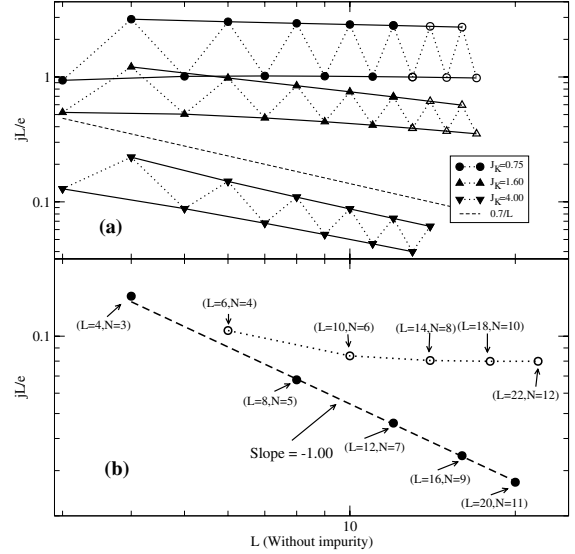 jL/e
1
0.1
(a)
J_K=0.75
J_K=1.60
J_K=4.00
0.7/L
jL/e
0.1
(L=4,N=3)
(L=6,N=4)
(L=10,N=6)
(L=14,N=8)
(L=18,N=10)
(L=22,N=12)
(L=8,N=5)
(L=12,N=7)
(L=16,N=9)
(L=20,N=11)
Slope = -1.00
(b)
10
L (Without impurity)